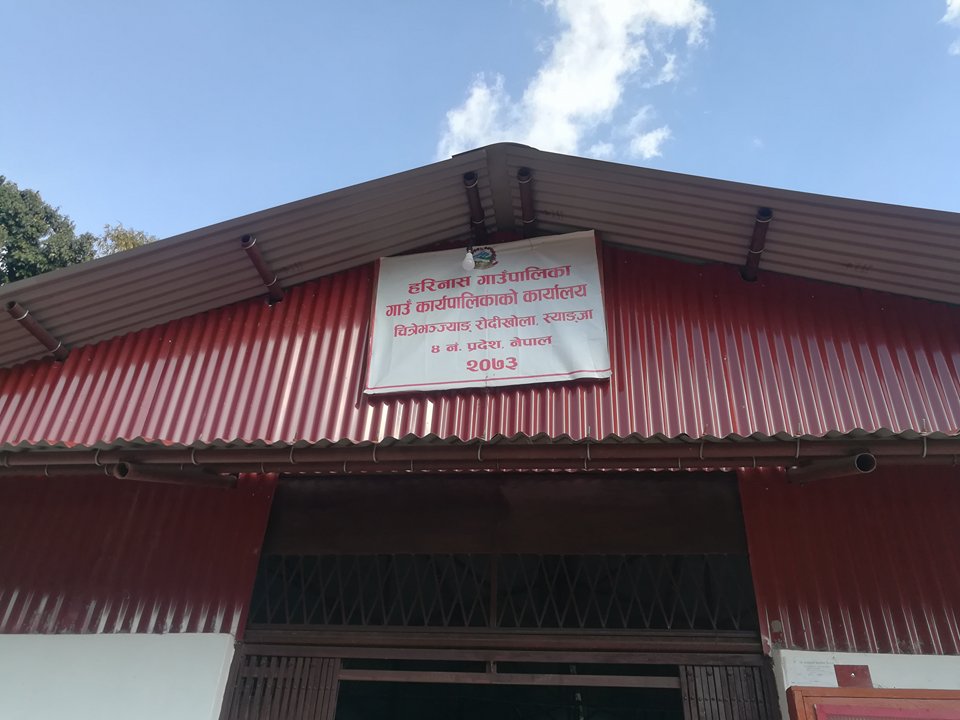 हरिनास गाउँपालिका
गाउँ कार्यपालिकाको कार्यालय
चित्रेभञ्ज्याङ, रोदीखोला, स्याङ्जा
४ नं. प्रदेश, नेपाल
२०७३